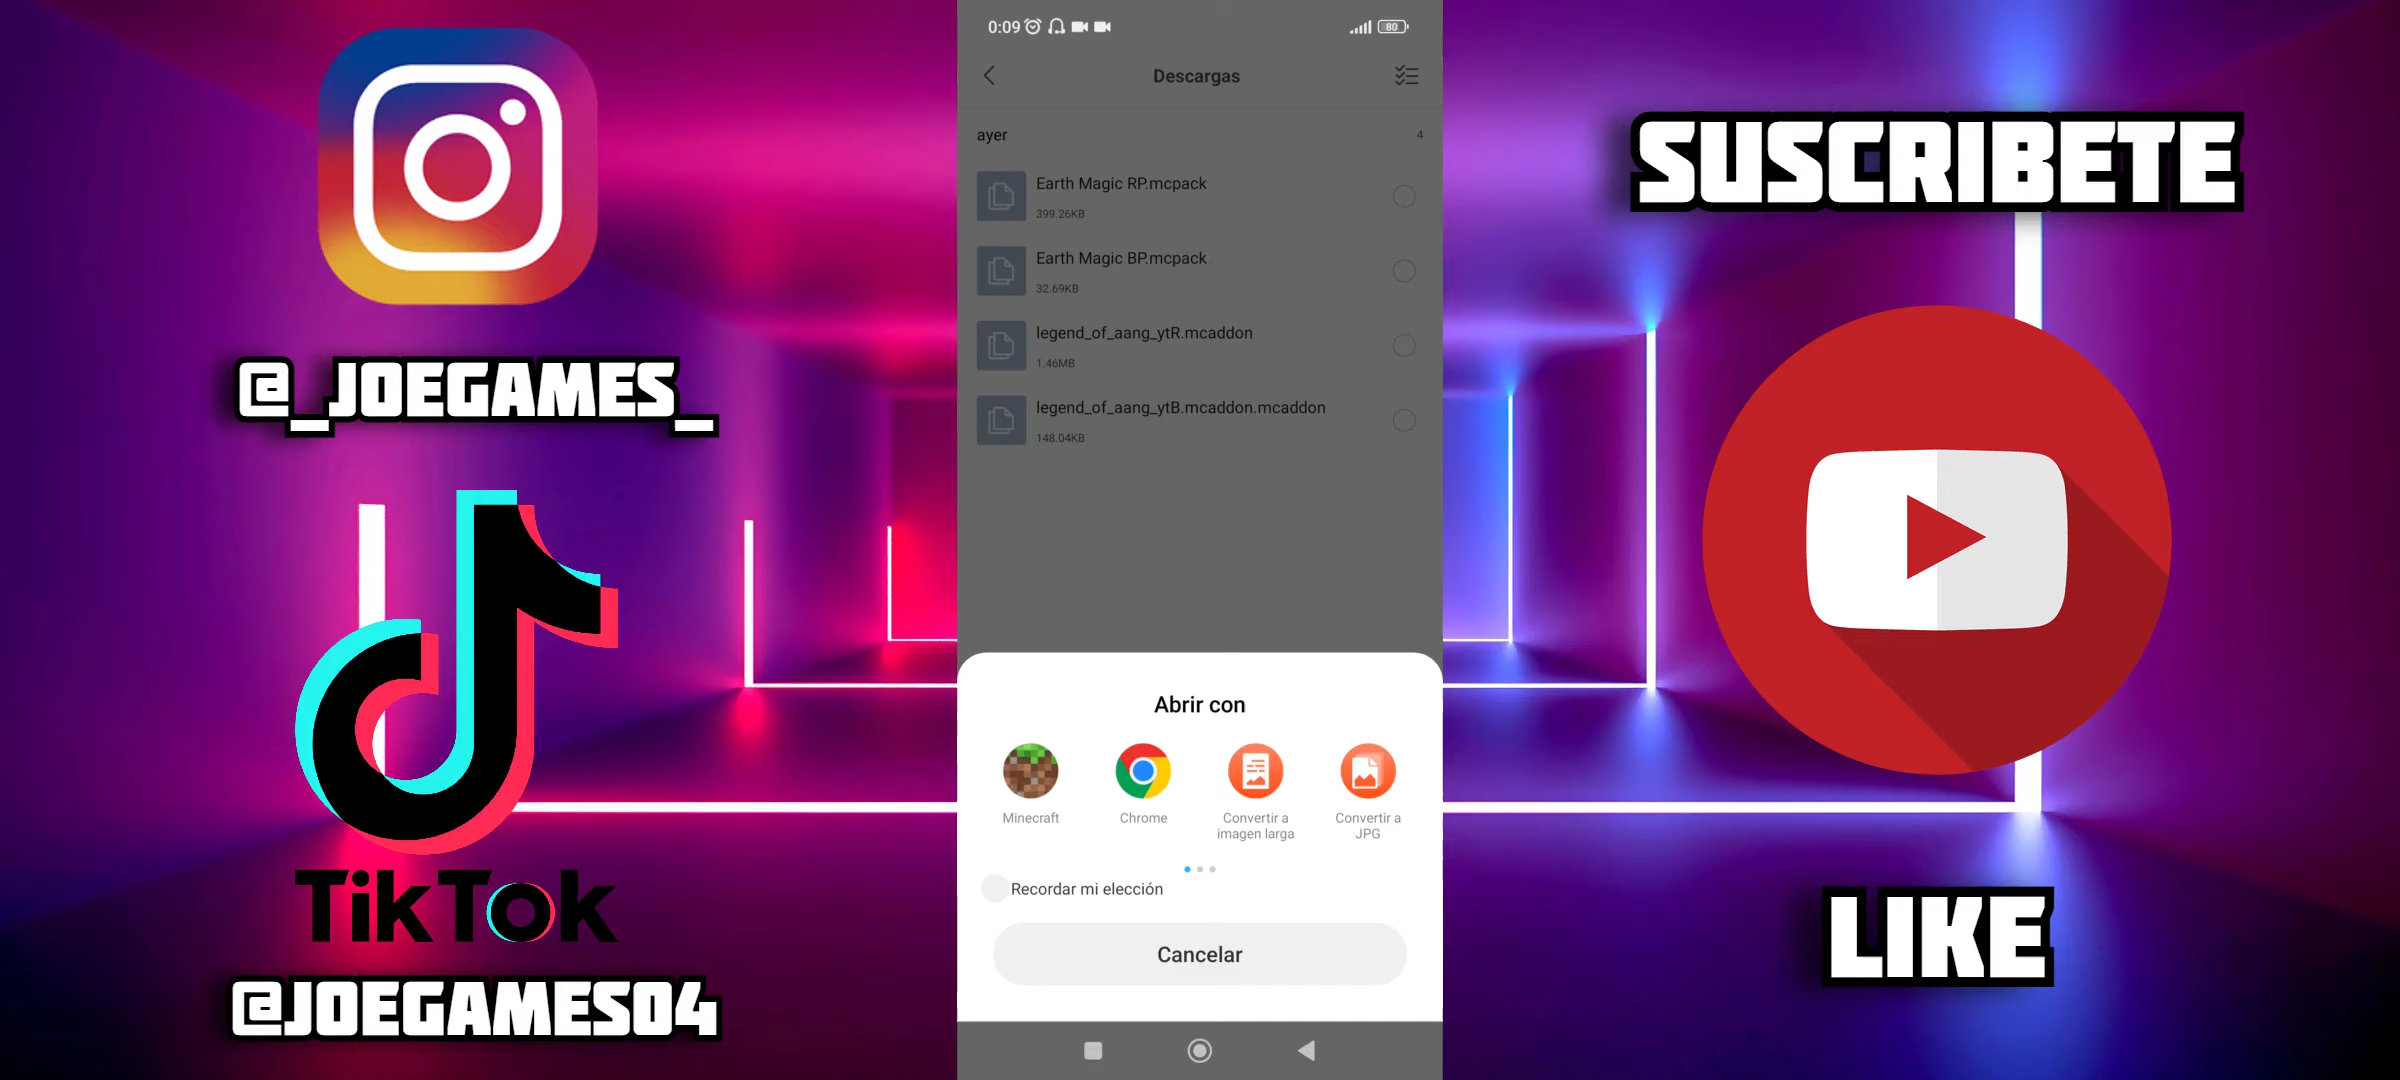 @_JOEGAMES_
TikTok
@JOEGAMES04
0:09
80
Descargas
ayer
4
Earth Magic RP.mcpack
399.26KB
Earth Magic BP.mcpack
32.69KB
legend_of_aang_ytR.mcaddon
1.46MB
legend_of_aang_ytB.mcaddon.mcaddon
148.04KB
Abrir con
Minecraft
Chrome
Convertir a
imagen larga
Convertir a
JPG
Recordar mi elección
Cancelar
SUSCRIBETE
LIKE